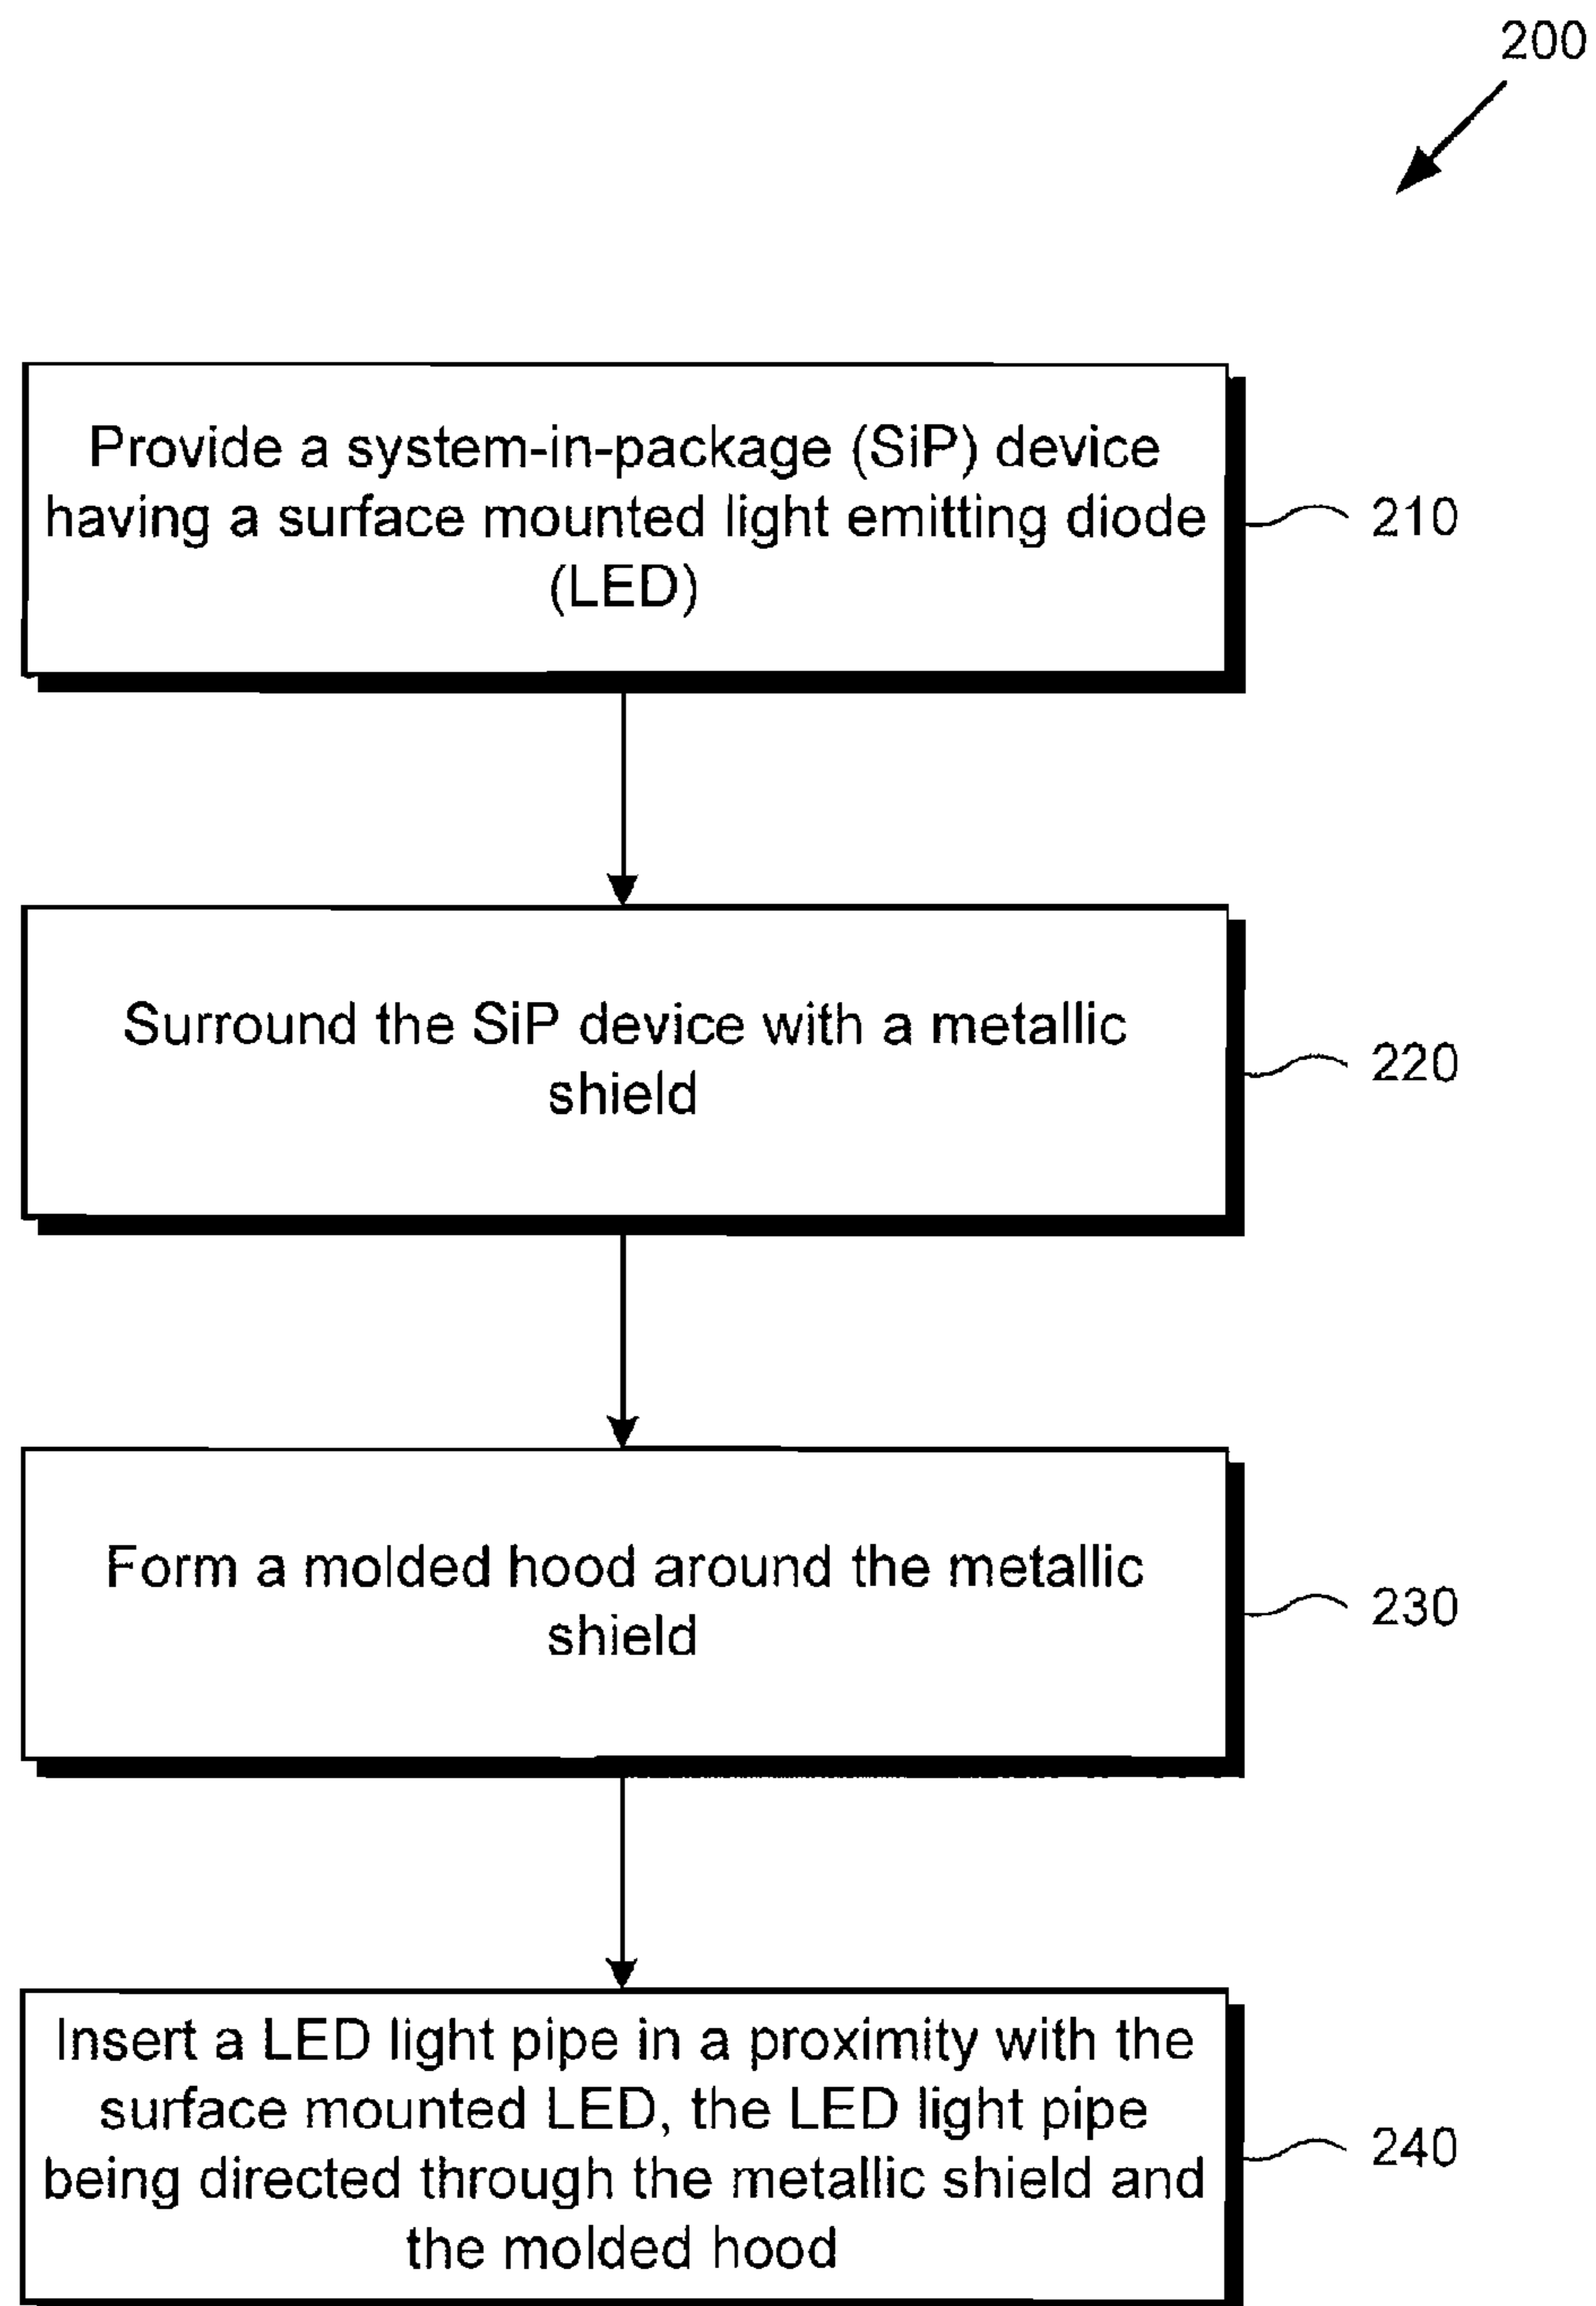 200
Provide a system-in-package (SiP) device
having a surface mounted light emitting diode
(LED)
210
Surround the SiP device with a metallic
shield
220
Form a molded hood around the metallic
shield
230
Insert a LED light pipe in a proximity with the
surface mounted LED, the LED light pipe
being directed through the metallic shield and
the molded hood
240